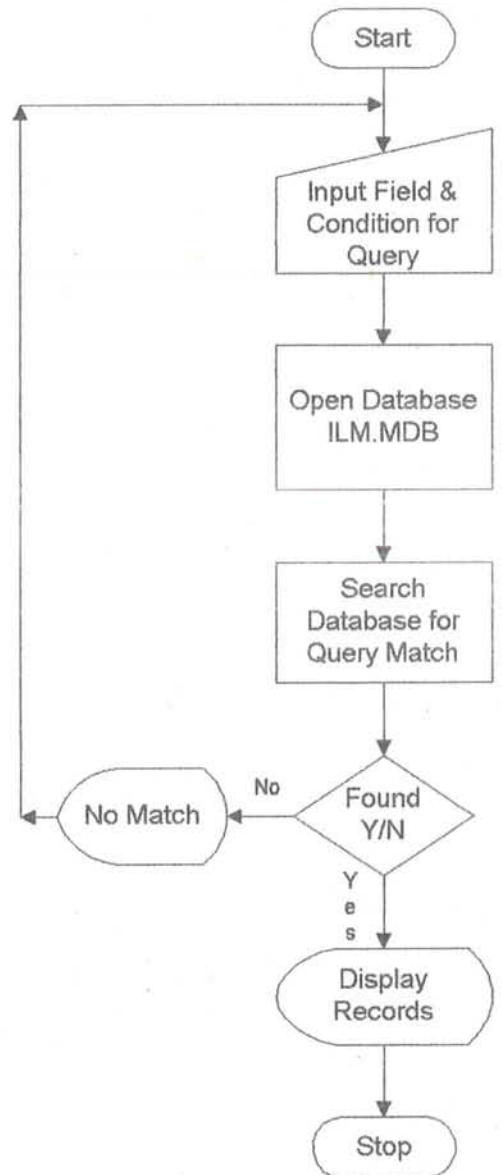 Start
Input Field &
Condition for
Query
Open Database
ILM.MDB
Search
Database for
Query Match
Found
Y/N
No
No Match
Yes
Display
Records
Stop